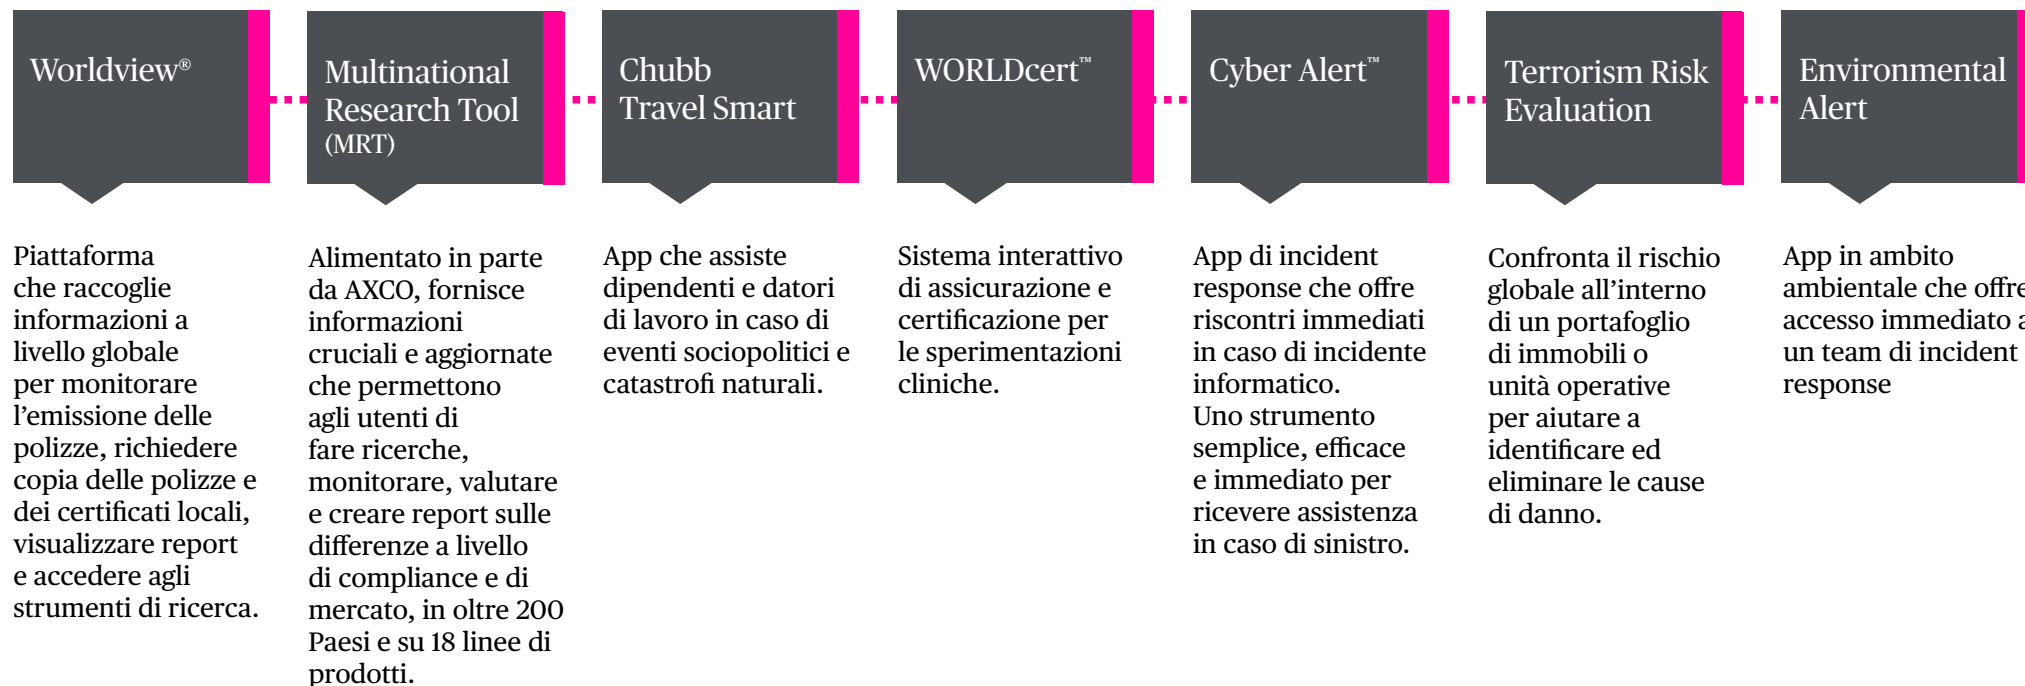 Worldview®
Piattaforma
che raccoglie
informazioni a
livello globale
per monitorare
l’emissione delle
polizze, richiedere
copia delle polizze e
dei certificati locali,
visualizzare report
e accedere agli
strumenti di ricerca.
Multinational
Research Tool
(MRT)
Alimentato in parte
da AXCO, fornisce
informazioni
cruciali e aggiornate
che permettono
agli utenti di
fare ricerche,
monitorare, valutare
e creare report sulle
differenze a livello
di compliance e di
mercato, in oltre 200
Paesi e su 18 linee di
prodotti.
Chubb
Travel Smart
App che assiste
dipendenti e datori
di lavoro in caso di
eventi sociopolitici e
catastrofi naturali.
WORLDcert™
Sistema interattivo
di assicurazione e
certificazione per
le sperimentazioni
cliniche.
Cyber Alert™
App di incident
response che offre
riscontri immediati
in caso di incidente
informatico.
Uno strumento
semplice, efficace
e immediato per
ricevere assistenza
in caso di sinistro.
Terrorism Risk
Evaluation
Confronta il rischio
globale all’interno
di un portafoglio
di immobili o
unità operative
per aiutare a
identificare ed
eliminare le cause
di danno.
Environmental
Alert
App in ambito
ambientale che offre
accesso immediato a
un team di incident
response